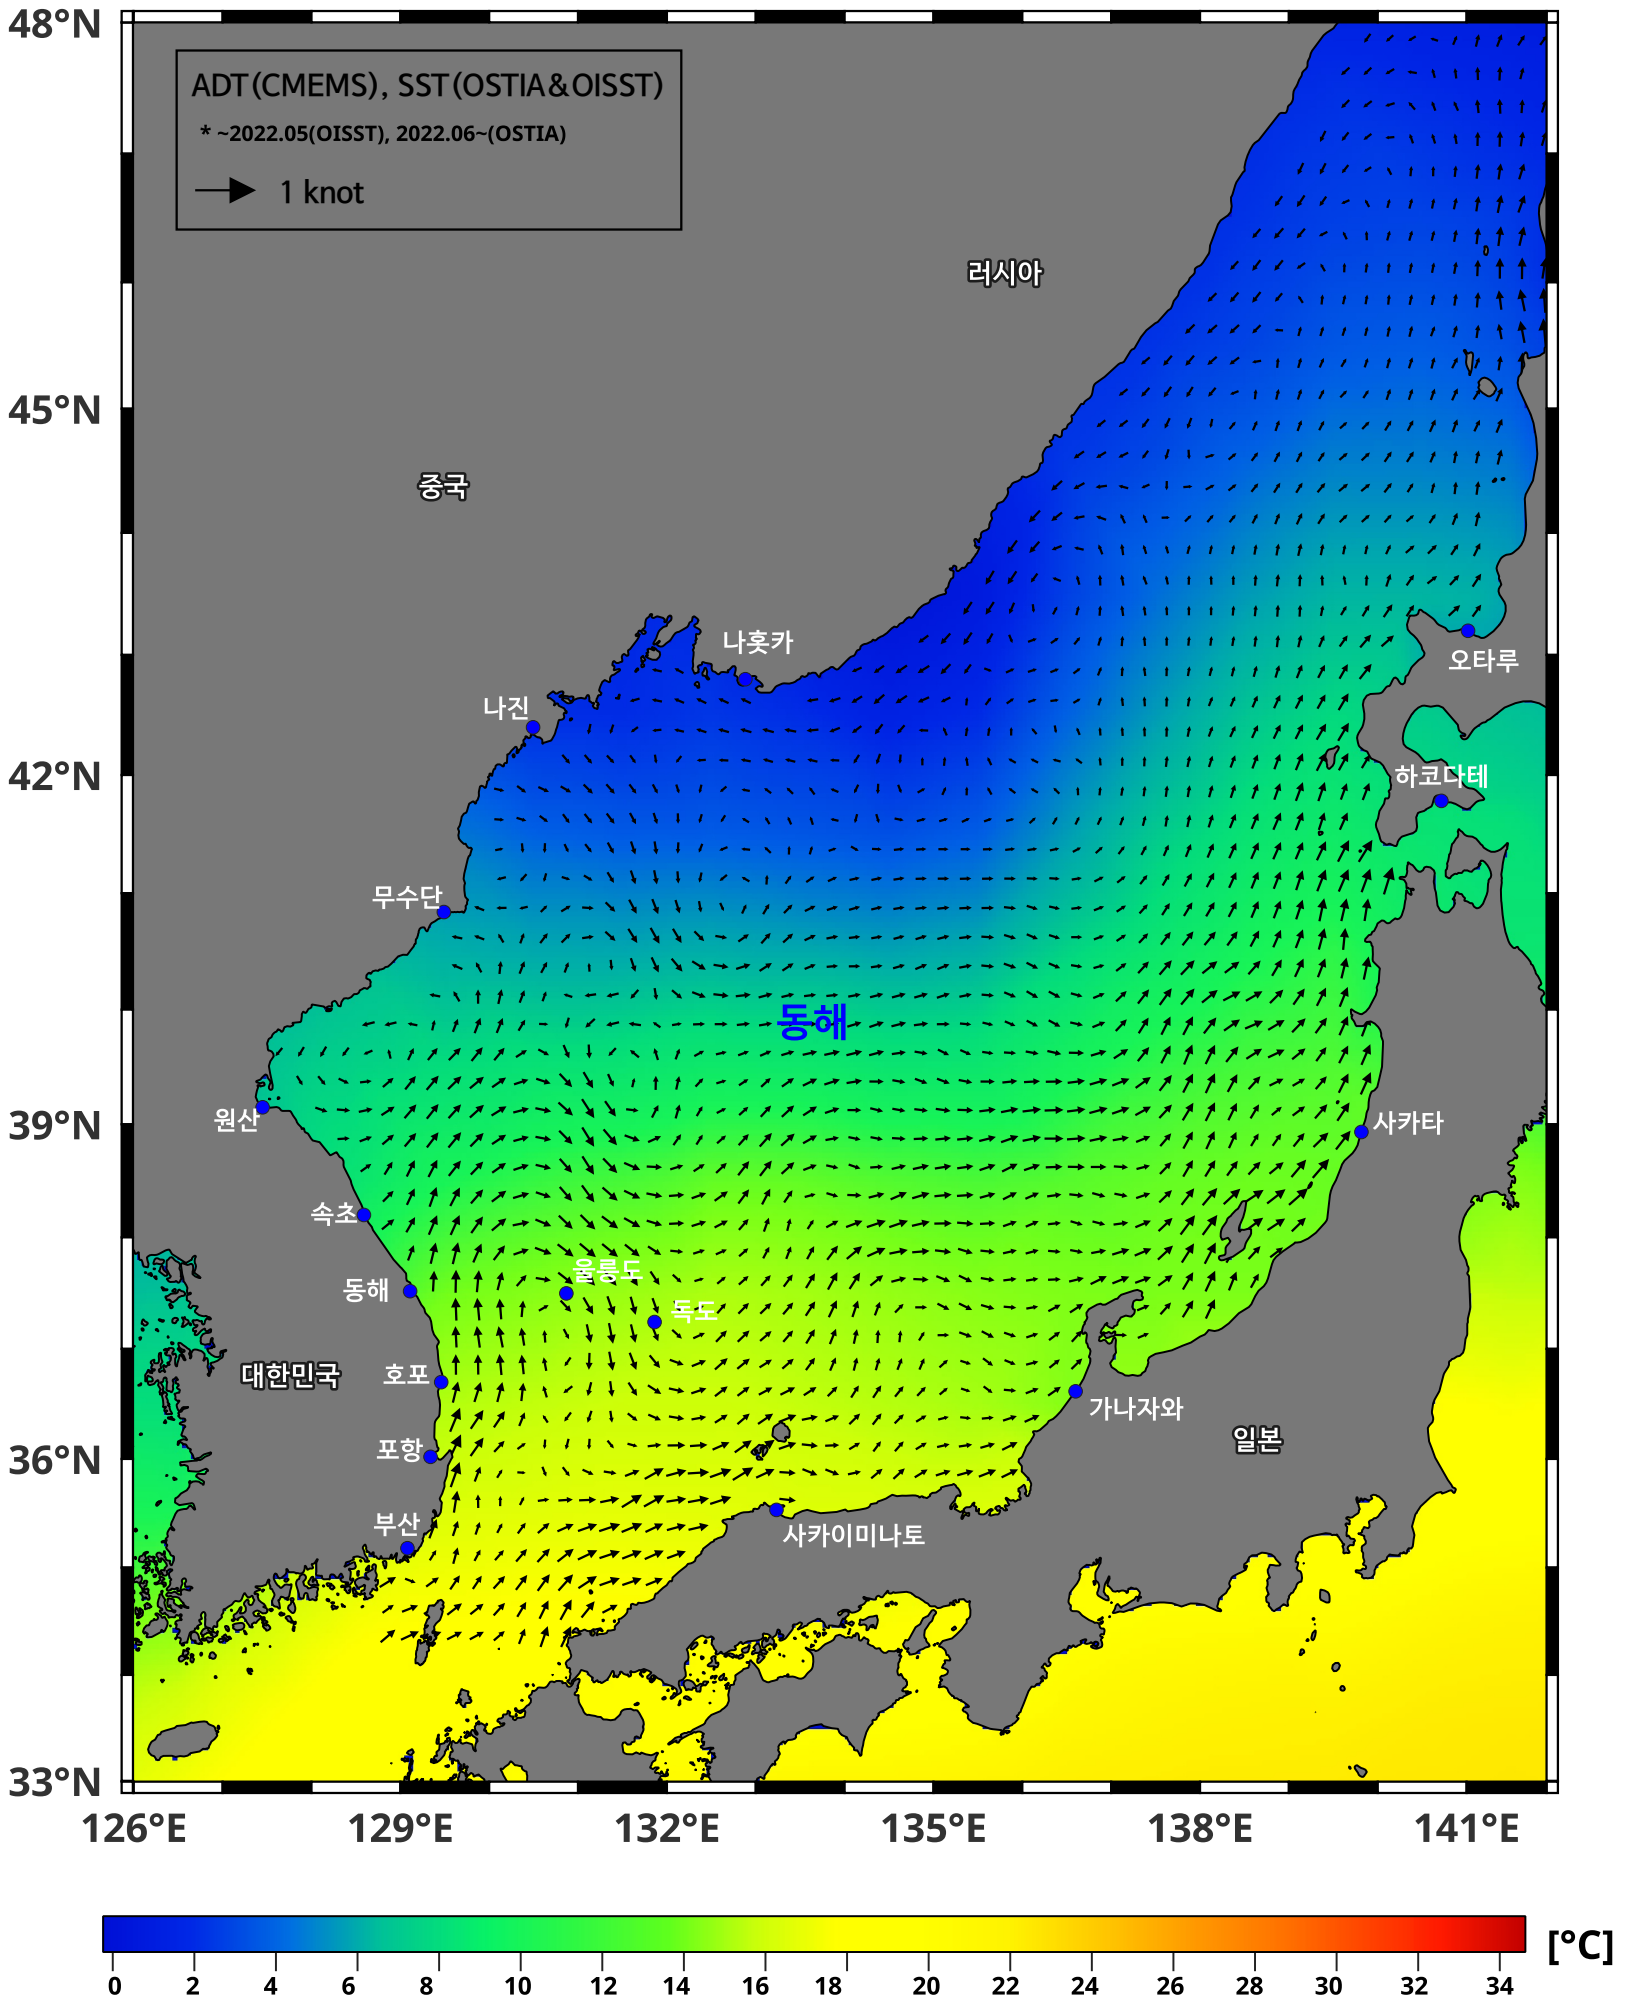 48°N
ADT(CMEMS), SST(OSTIA&OISST)
* ~2022.05(OISST), 2022.06~(OSTIA)
1 knot
러시아
45°N
중국
나홋카
오타루
나진
42°N
하코다테
무수단
동해
39°N
원산
사카타
속초
울릉도
동해
독도
대한민국
호포
가나자와
일본
포항
36°N
부산
사카이미나토
33°N
126°E 129°E 132°E 135°E 138°E 141°E
[°C]
0 2 4 6 8 10 12 14 16 18 20 22 24 26 28 30 32 34